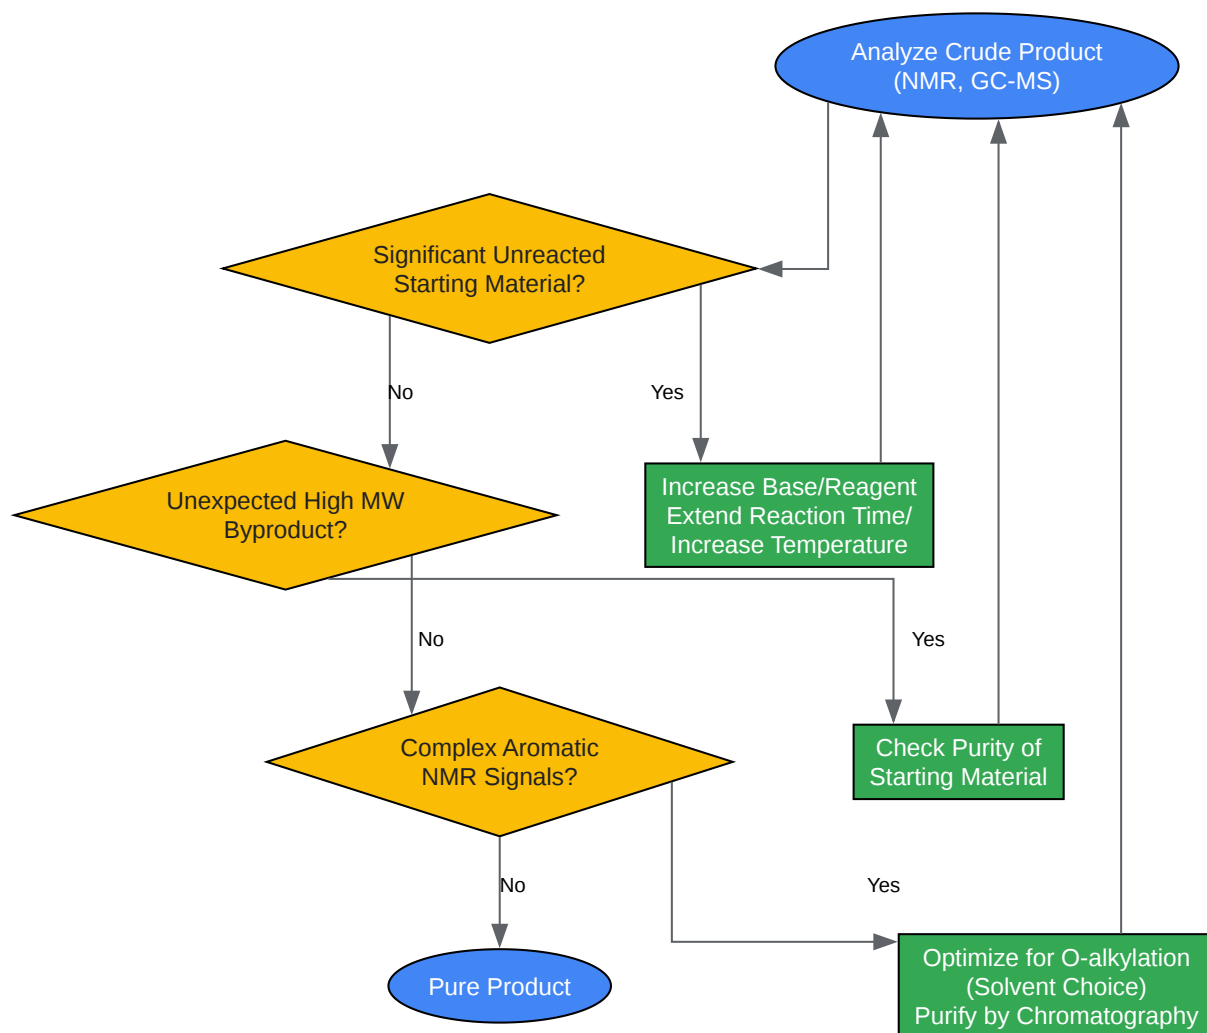 Analyze Crude Product
(NMR, GC-MS)
Significant Unreacted
Starting Material?
No
Yes
Unexpected High MW
Byproduct?
Increase Base/Reagent
Extend Reaction Time/
Increase Temperature
No
Yes
Complex Aromatic
NMR Signals?
Check Purity of
Starting Material
No
Yes
Pure Product
Optimize for O-alkylation
(Solvent Choice)
Purify by Chromatography